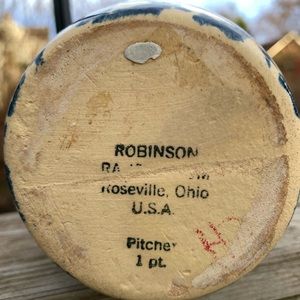 ROBINSON
Roseville, Ohio
U.S.A.
Pitcher
1 pt.